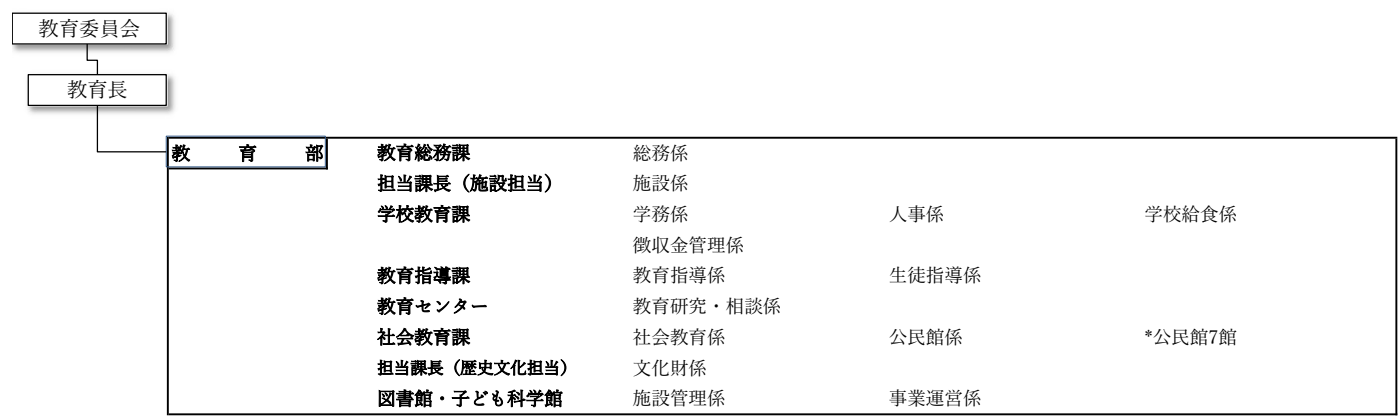 教育委員会
教育長
教 育 部 教育総務課 総務係
担当課長（施設担当） 施設係
学校教育課 学務係 人事係 学校給食係
徴収金管理係
教育指導課 教育指導係 生徒指導係
教育センター 教育研究・相談係
社会教育課 社会教育係 公民館係 *公民館7館
担当課長（歴史文化担当） 文化財係
図書館・子ども科学館 施設管理係 事業運営係